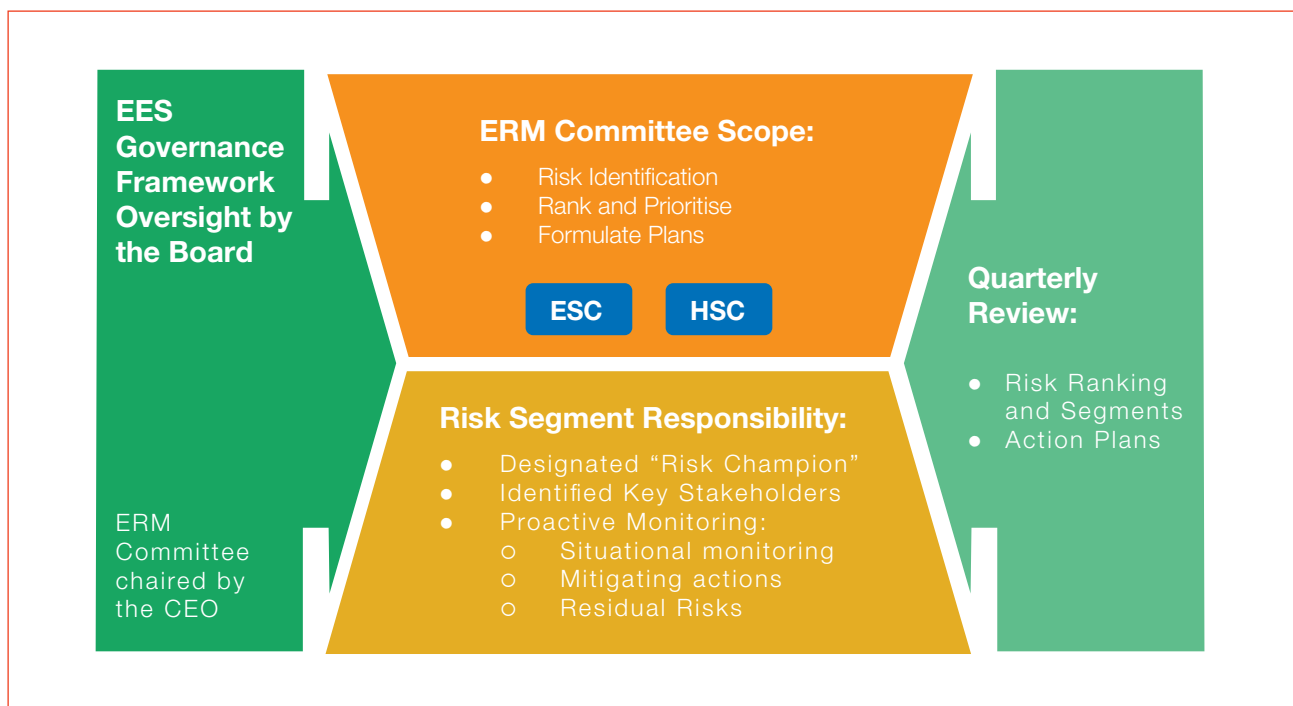 EES
Governance
Framework
Oversight by
the Board
ERM
Committee
chaired by
the CEO
ERM Committee Scope:
● Risk Identification
● Rank and Prioritise
● Formulate Plans
ESC
HSC
Risk Segment Responsibility:
● Designated “Risk Champion”
● Identified Key Stakeholders
● Proactive Monitoring:
○ Situational monitoring
○ Mitigating actions
○ Residual Risks
Quarterly
Review:
● Risk Ranking
and Segments
● Action Plans